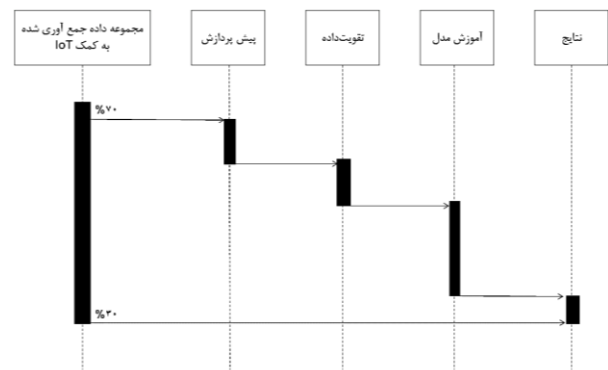 مجموعه داده جمع آوری شده
به کمک IoT
پیش پردازش
تقویت‌داده
آموزش مدل
نتایج
%۷۰
%۳۰